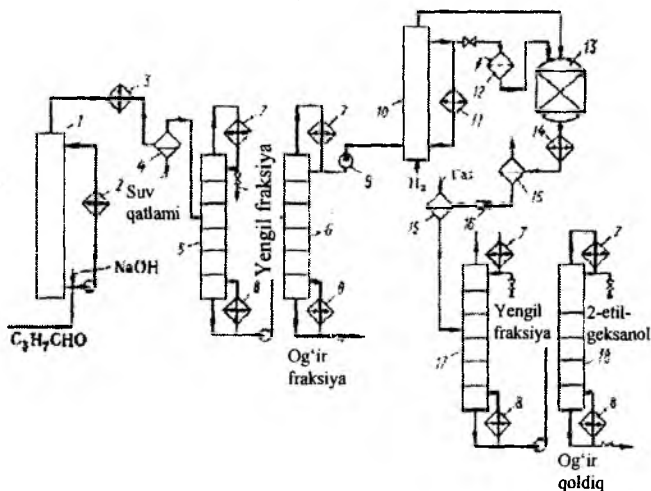 1
2
3
4
Suv
qatlami
NaOH
C₃H₇CHO
5
Yengil fraksiya
7
8
6
7
8
Og‘ir
fraksiya
9
10
11
12
13
14
15
16
H₂
Гaз
15
17
7
Yengil
fraksiya
8
18
7
2-etil-
geksanol
8
Og‘ir
qoldiq